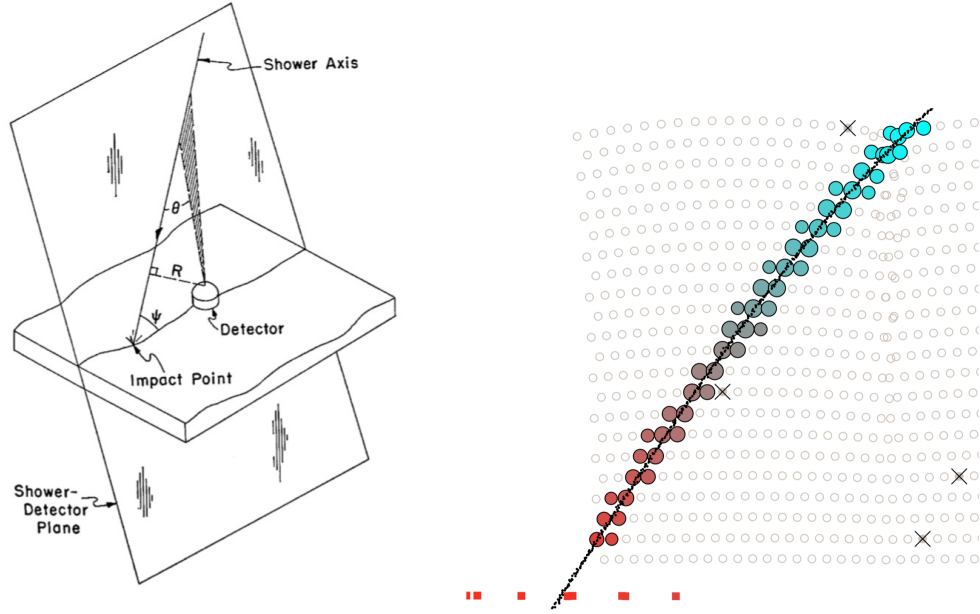 Shower Axis
θ
R
ψ
Detector
Impact Point
Shower-
Detector
Plane